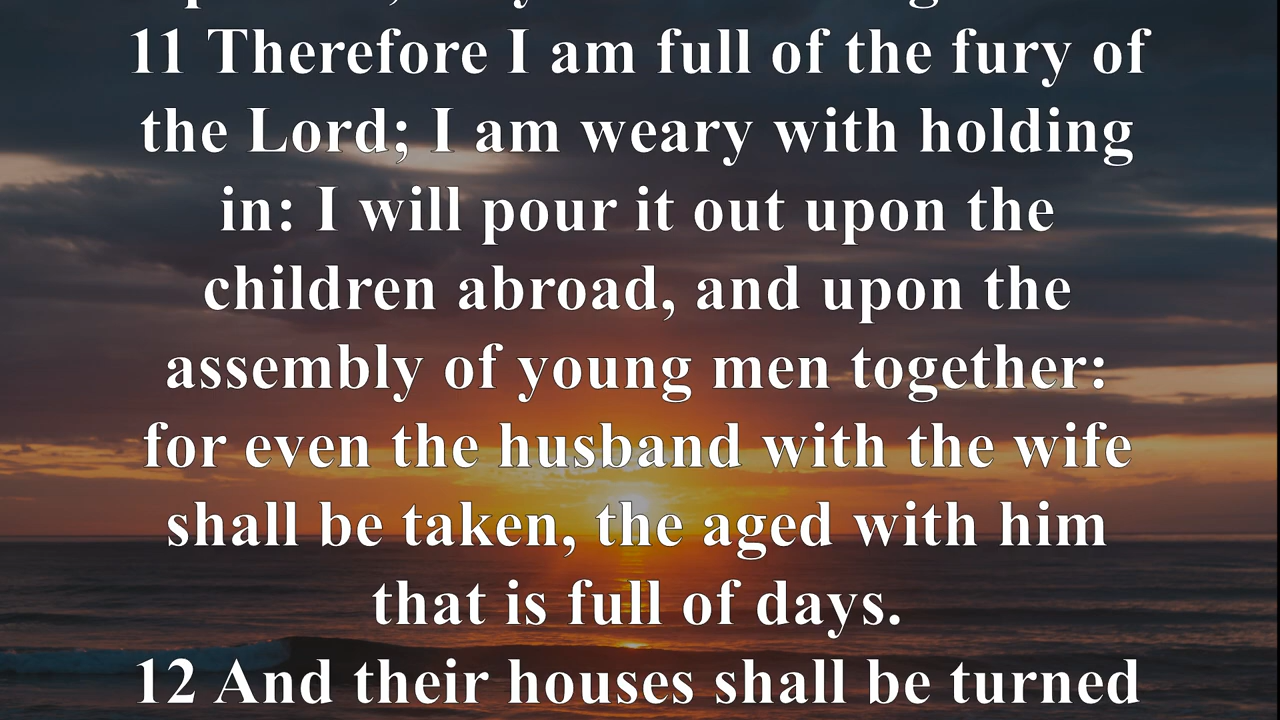 11 Therefore I am full of the fury of
the Lord; I am weary with holding
in: I will pour it out upon the
children abroad, and upon the
assembly of young men together:
for even the husband with the wife
shall be taken, the aged with him
that is full of days.
12 And their houses shall be turned